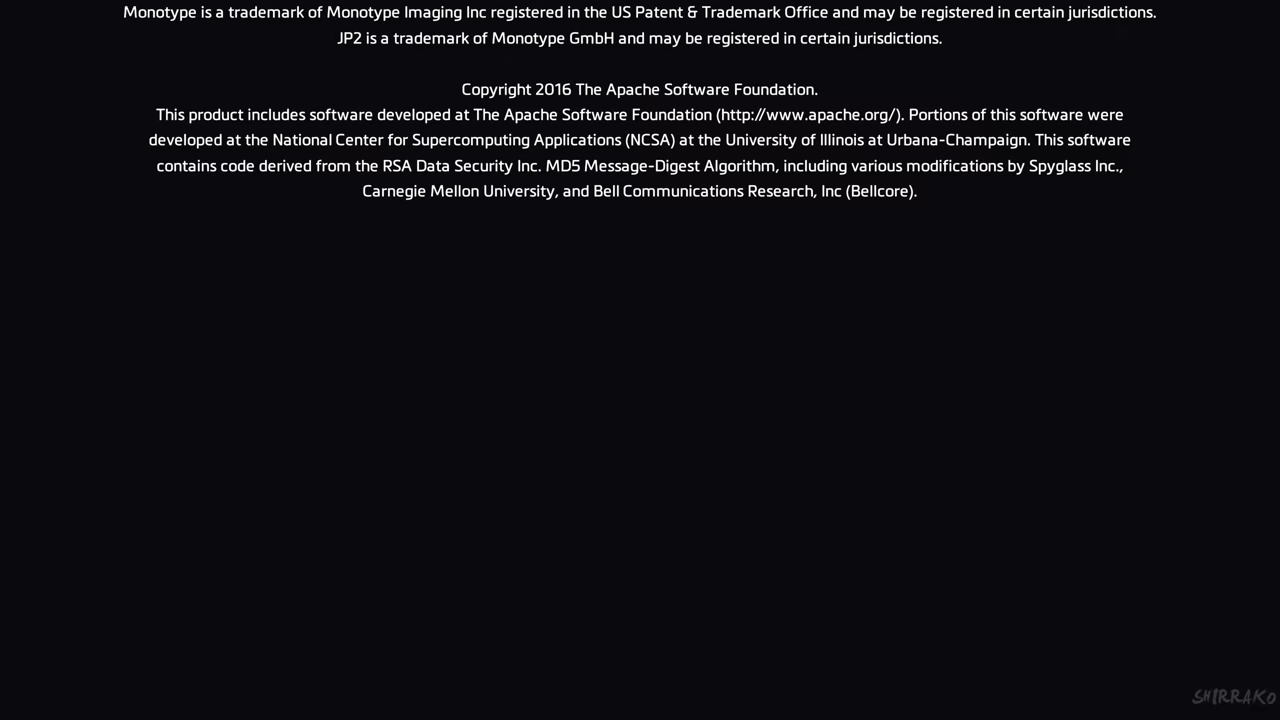 Monotype is a trademark of Monotype Imaging Inc registered in the US Patent & Trademark Office and may be registered in certain jurisdictions.
JP2 is a trademark of Monotype GmbH and may be registered in certain jurisdictions.
Copyright 2016 The Apache Software Foundation.
This product includes software developed at The Apache Software Foundation (http://www.apache.org/). Portions of this software were
developed at the National Center for Supercomputing Applications (NCSA) at the University of Illinois at Urbana-Champaign. This software
contains code derived from the RSA Data Security Inc. MD5 Message-Digest Algorithm, including various modifications by Spyglass Inc.,
Carnegie Mellon University, and Bell Communications Research, Inc (Bellcore).
SHIRRAKO